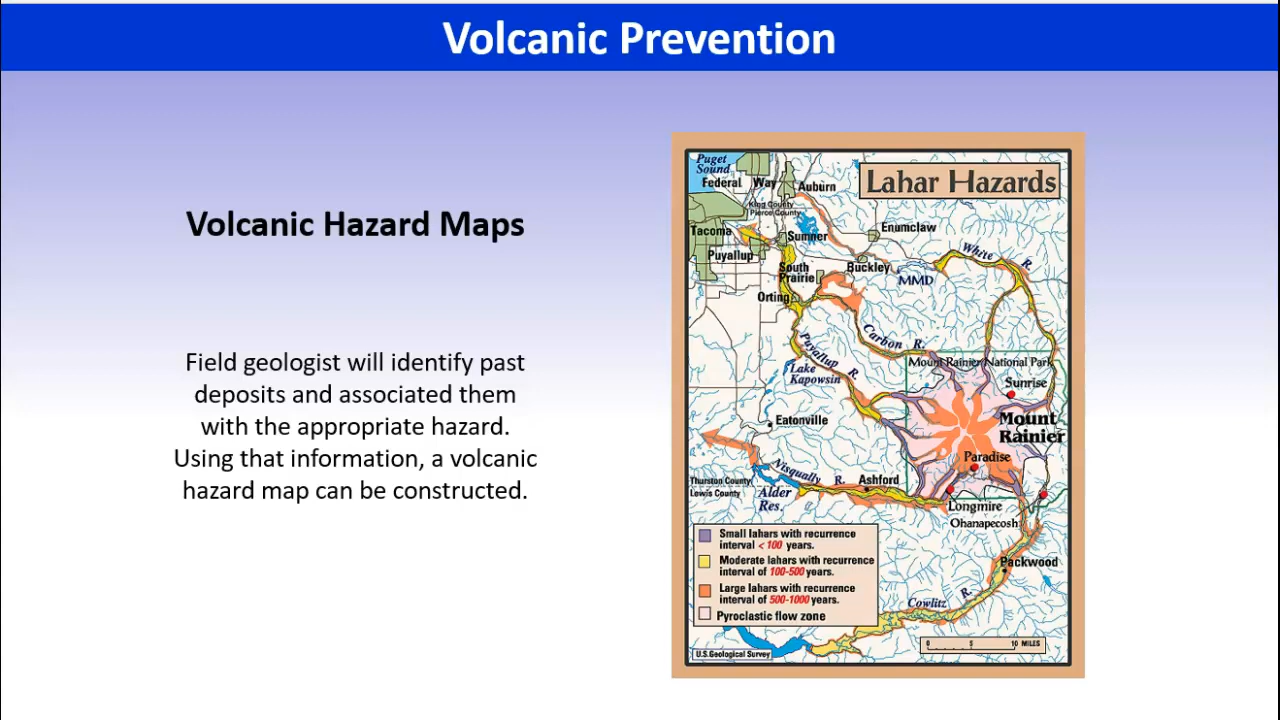 Volcanic Prevention
Volcanic Hazard Maps
Field geologist will identify past
deposits and associated them
with the appropriate hazard.
Using that information, a volcanic
hazard map can be constructed.
Lahar Hazards
Puget
Sound
Federal Way
Auburn
King County
Pierce County
Tacoma
Sumner
Enumclaw
Puyallup
South
Prairie
Buckley
White R.
MMD
Orting
Carbon R.
Puyallup R.
Mount Rainier National Park
Lake
Kapowsin
Sunrise
Eatonville
Mount
Rainier
Paradise
Nisqually R.
Ashford
Thurston County
Lewis County
Alder
Res.
Longmire
Ohanapecosh
Small lahars with recurrence
interval < 100 years.
Moderate lahars with recurrence
interval of 100-500 years.
Large lahars with recurrence
interval of 500-1000 years.
Pyroclastic flow zone
Packwood
Cowlitz R.
0 5 10 MILES
U.S. Geological Survey